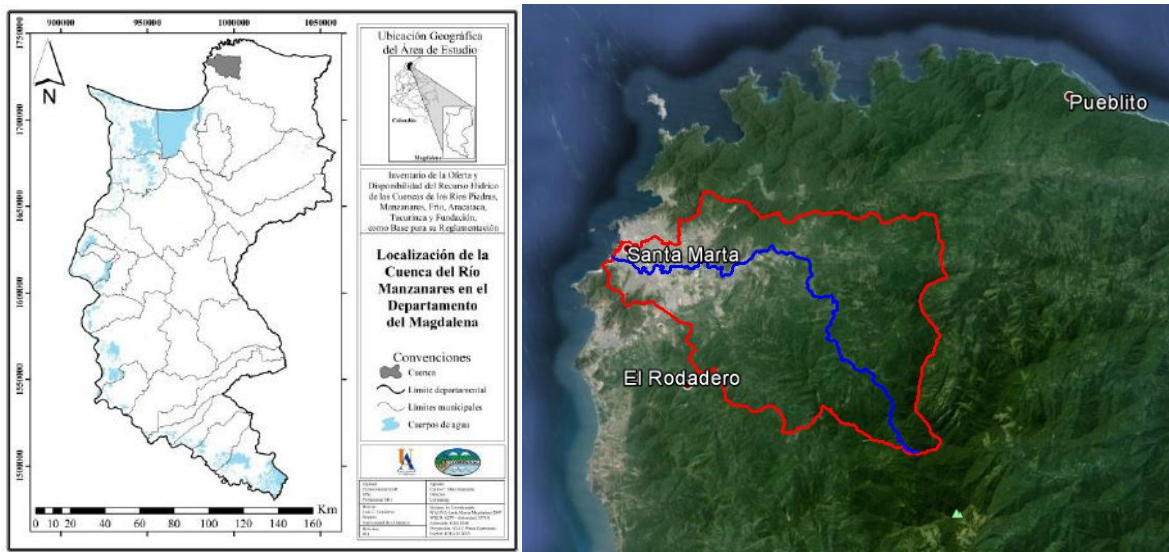 900000 950000 1000000 1050000
1750000
1700000
1650000
1600000
1550000
1500000
N
0 10 20 40 60 80 100 120 140 160 Km
Ubicación Geográfica
del Área de Estudio
Colombia
Magdalena
Inventario de la Oferta y
Disponibilidad del Recurso Hídrico
de las Cuencas de los Ríos Piedras,
Manzanares, Frío, Aracataca,
Tucurinca y Fundación,
como Base para su Reglamentación
Localización de la
Cuenca del Río
Manzanares en el
Departamento
del Magdalena
Convenciones
Cuenca
Límite departamental
Límites municipales
Cuerpos de agua
Pueblito
Santa Marta
El Rodadero